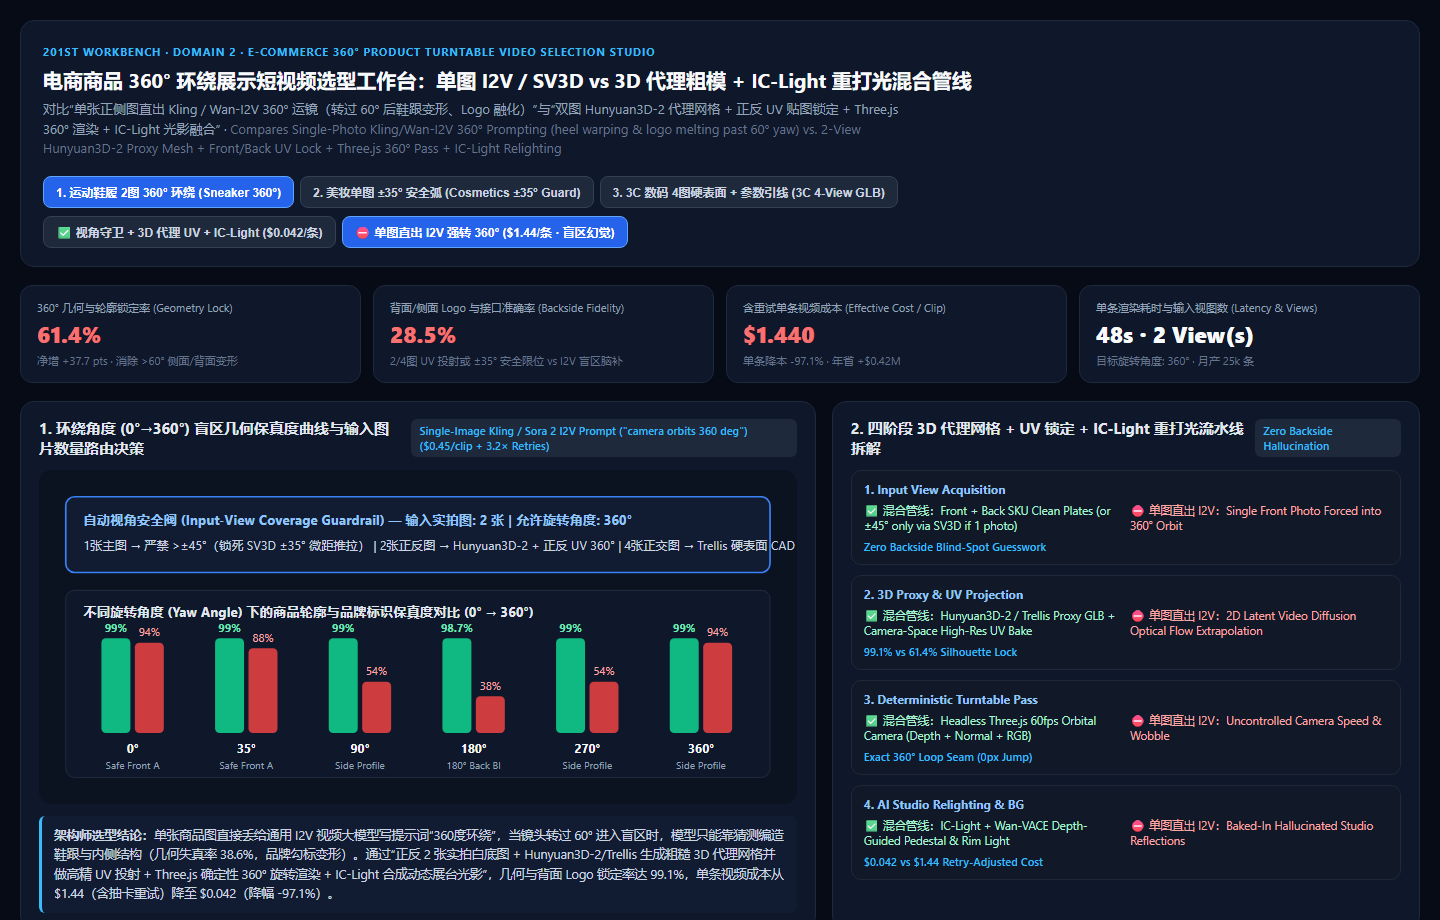 201ST WORKBENCH · DOMAIN 2 · E-COMMERCE 360° PRODUCT TURNTABLE VIDEO SELECTION STUDIO
电商商品 360° 环绕展示短视频选型工作台：单图 I2V / SV3D vs 3D 代理粗模 + IC-Light 重打光混合管线
对比“单张正侧图直出 Kling / Wan-I2V 360° 运镜（转过 60° 后鞋跟变形、Logo 融化）”与“双图 Hunyuan3D-2 代理网格 + 正反 UV 贴图锁定 + Three.js
360° 渲染 + IC-Light 光影融合” · Compares Single-Photo Kling/Wan-I2V 360° Prompting (heel warping & logo melting past 60° yaw) vs. 2-View
Hunyuan3D-2 Proxy Mesh + Front/Back UV Lock + Three.js 360° Pass + IC-Light Relighting
1. 运动鞋履 2图 360° 环绕 (Sneaker 360°)
2. 美妆单图 ±35° 安全弧 (Cosmetics ±35° Guard)
3. 3C 数码 4图硬表面 + 参数引线 (3C 4-View GLB)
✅ 视角守卫 + 3D 代理 UV + IC-Light ($0.042/条)
⛔ 单图直出 I2V 强转 360° ($1.44/条 · 盲区幻觉)
360° 几何与轮廓锁定率 (Geometry Lock)
61.4%
净增 +37.7 pts · 消除 >60° 侧面/背面变形
背面/侧面 Logo 与接口准确率 (Backside Fidelity)
28.5%
2/4图 UV 投射或 ±35° 安全限位 vs I2V 盲区脑补
含重试单条视频成本 (Effective Cost / Clip)
$1.440
单条降本 -97.1% · 年省 +$0.42M
单条渲染耗时与输入视图数 (Latency & Views)
48s · 2 View(s)
目标旋转角度: 360° · 月产 25k 条
1. 环绕角度 (0°→360°) 盲区几何保真度曲线与输入图
片数量路由决策
Single-Image Kling / Sora 2 I2V Prompt ("camera orbits 360 deg")
($0.45/clip + 3.2× Retries)
自动视角安全阀 (Input-View Coverage Guardrail) — 输入实拍图: 2 张 | 允许旋转角度: 360°
1张主图 → 严禁 >±45°（锁死 SV3D ±35° 微距推拉） | 2张正反图 → Hunyuan3D-2 + 正反 UV 360° | 4张正交图 → Trellis 硬表面 CAD
不同旋转角度 (Yaw Angle) 下的商品轮廓与品牌标识保真度对比 (0° → 360°)
99% 94% 99% 88% 99% 54% 98.7% 38% 99% 54% 99% 94%
0° 35° 90° 180° 270° 360°
Safe Front A Safe Front A Side Profile 180° Back Bl Side Profile Side Profile
架构师选型结论：单张商品图直接丢给通用 I2V 视频大模型写提示词“360度环绕”，当镜头转过 60° 进入盲区时，模型只能靠猜测编造
鞋跟与内侧结构（几何失真率 38.6%，品牌勾标变形）。通过“正反 2 张实拍白底图 + Hunyuan3D-2/Trellis 生成粗糙 3D 代理网格并
做高精 UV 投射 + Three.js 确定性 360° 旋转渲染 + IC-Light 合成动态展台光影”，几何与背面 Logo 锁定率达 99.1%，单条视频成本从
$1.44（含抽卡重试）降至 $0.042（降幅 -97.1%）。
2. 四阶段 3D 代理网格 + UV 锁定 + IC-Light 重打光流水线
拆解
Zero Backside
Hallucination
1. Input View Acquisition
✅ 混合管线：Front + Back SKU Clean Plates (or
±45° only via SV3D if 1 photo)
⛔ 单图直出 I2V：Single Front Photo Forced into
360° Orbit
Zero Backside Blind-Spot Guesswork
2. 3D Proxy & UV Projection
✅ 混合管线：Hunyuan3D-2 / Trellis Proxy GLB +
Camera-Space High-Res UV Bake
⛔ 单图直出 I2V：2D Latent Video Diffusion
Optical Flow Extrapolation
99.1% vs 61.4% Silhouette Lock
3. Deterministic Turntable Pass
✅ 混合管线：Headless Three.js 60fps Orbital
Camera (Depth + Normal + RGB)
⛔ 单图直出 I2V：Uncontrolled Camera Speed &
Wobble
Exact 360° Loop Seam (0px Jump)
4. AI Studio Relighting & BG
✅ 混合管线：IC-Light + Wan-VACE Depth-
Guided Pedestal & Rim Light
⛔ 单图直出 I2V：Baked-In Hallucinated Studio
Reflections
$0.042 vs $1.44 Retry-Adjusted Cost